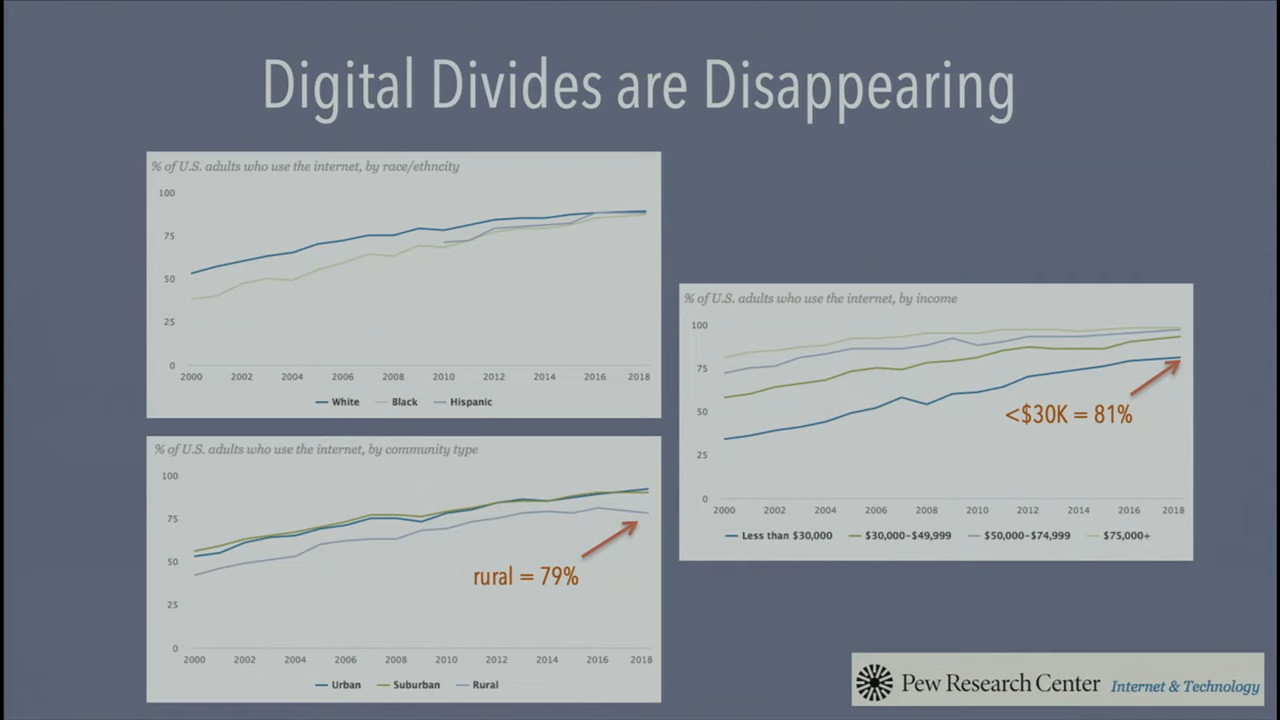 Digital Divides are Disappearing
% of U.S. adults who use the internet, by race/ethncity
100
75
50
25
0
2000 2002 2004 2006 2008 2010 2012 2014 2016 2018
White Black Hispanic
% of U.S. adults who use the internet, by community type
100
75
50
25
0
rural = 79%
2000 2002 2004 2006 2008 2010 2012 2014 2016 2018
Urban Suburban Rural
% of U.S. adults who use the internet, by income
100
75
50
25
0
<$30K = 81%
2000 2002 2004 2006 2008 2010 2012 2014 2016 2018
Less than $30,000 $30,000-$49,999 $50,000-$74,999 $75,000+
Pew Research Center Internet & Technology